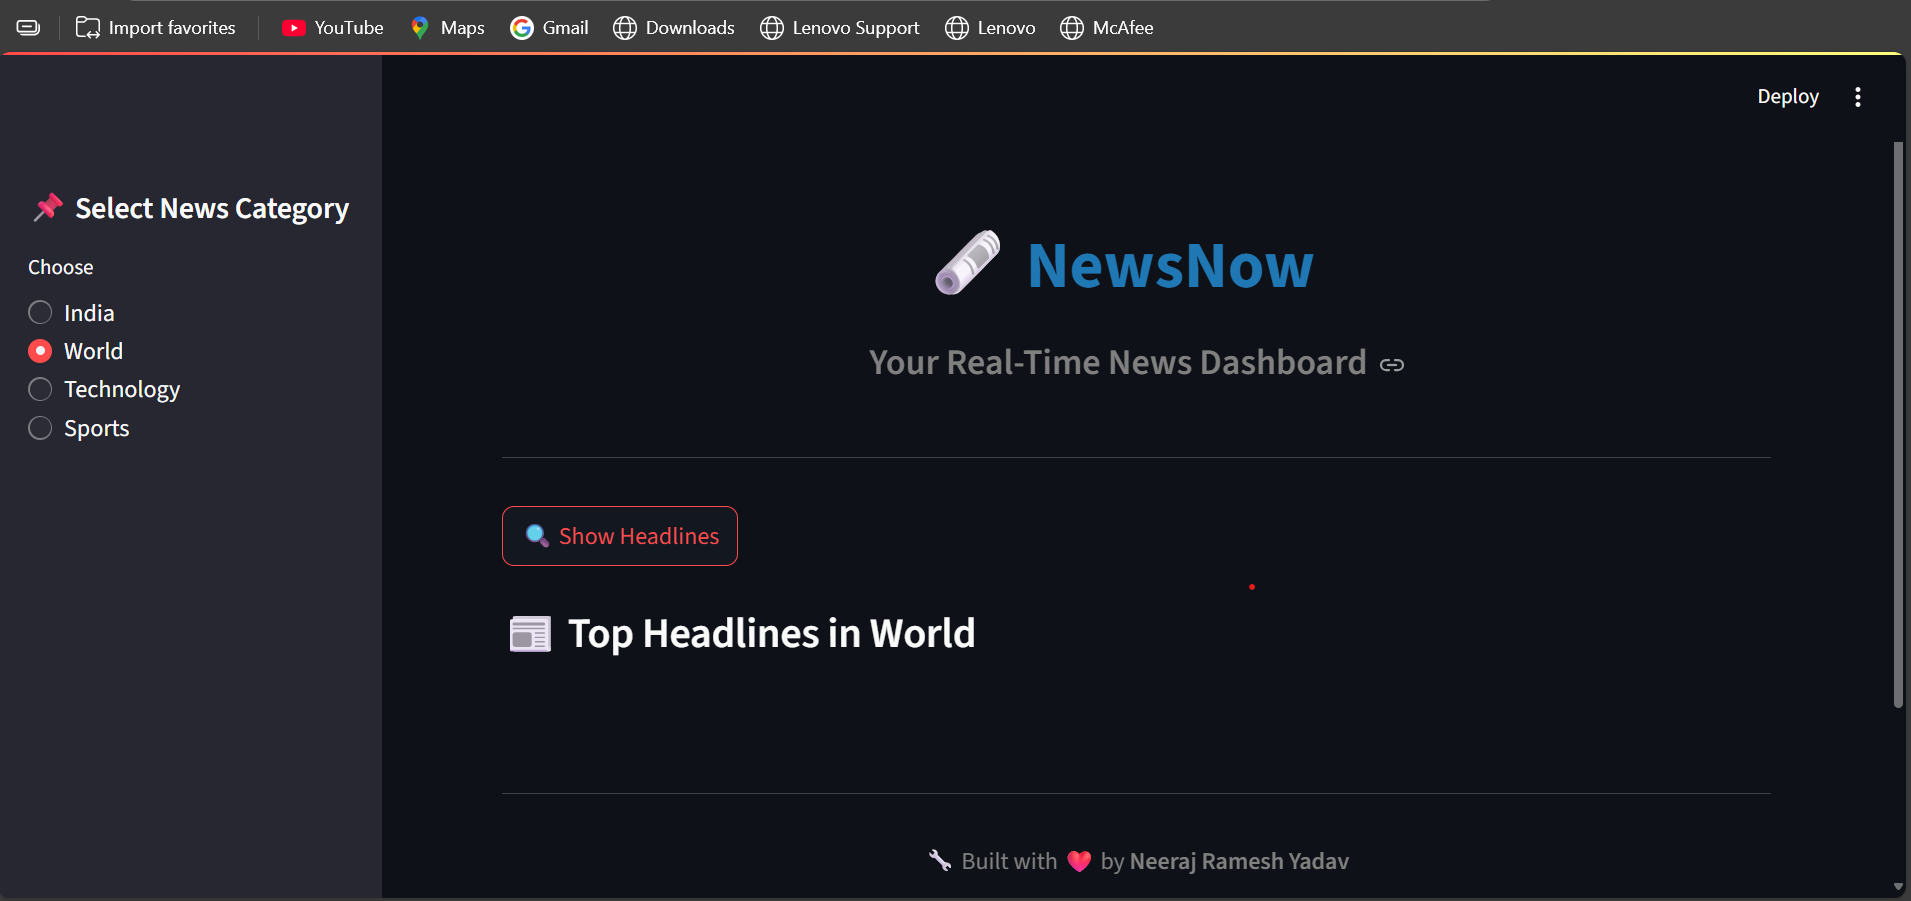 Import favorites YouTube Maps Gmail Downloads Lenovo Support Lenovo McAfee
Deploy
📌 Select News Category
Choose
India
World
Technology
Sports
🗞️ NewsNow
Your Real-Time News Dashboard
🔍 Show Headlines
📰 Top Headlines in World
🔧 Built with ❤️ by Neeraj Ramesh Yadav